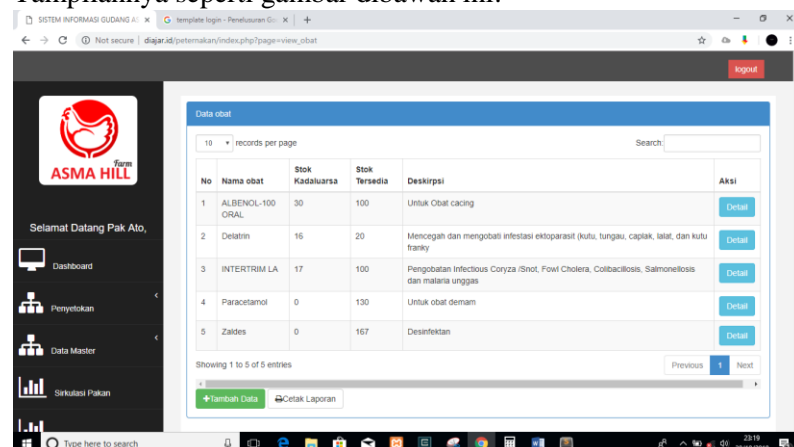 SISTEM INFORMASI GUDANG A
template login - Penelusuran Go
Not secure | diajar.id/peternakan/index.php?page=view_obat
logout
Farm
ASMA HILL
Selamat Datang Pak Ato,
Dashboard
Penyetokan
Data Master
Sirkulasi Pakan
Data obat
10 records per page
Search:
No Nama obat Stok Kadaluarsa Stok Tersedia Deskirpsi Aksi
1 ALBENOL-100 ORAL 30 100 Untuk Obat cacing Detail
2 Delatrin 16 20 Mencegah dan mengobati infestasi ektoparasit (kutu, tungau, caplak, lalat, dan kutu franky Detail
3 INTERTRIM LA 17 100 Pengobatan Infectious Coryza /Snot, Fowl Cholera, Colibacillosis, Salmonellosis dan malaria unggas Detail
4 Paracetamol 0 130 Untuk obat demam Detail
5 Zaldes 0 167 Desinfektan Detail
Showing 1 to 5 of 5 entries
Previous 1 Next
+Tambah Data Cetak Laporan
Type here to search
23:19